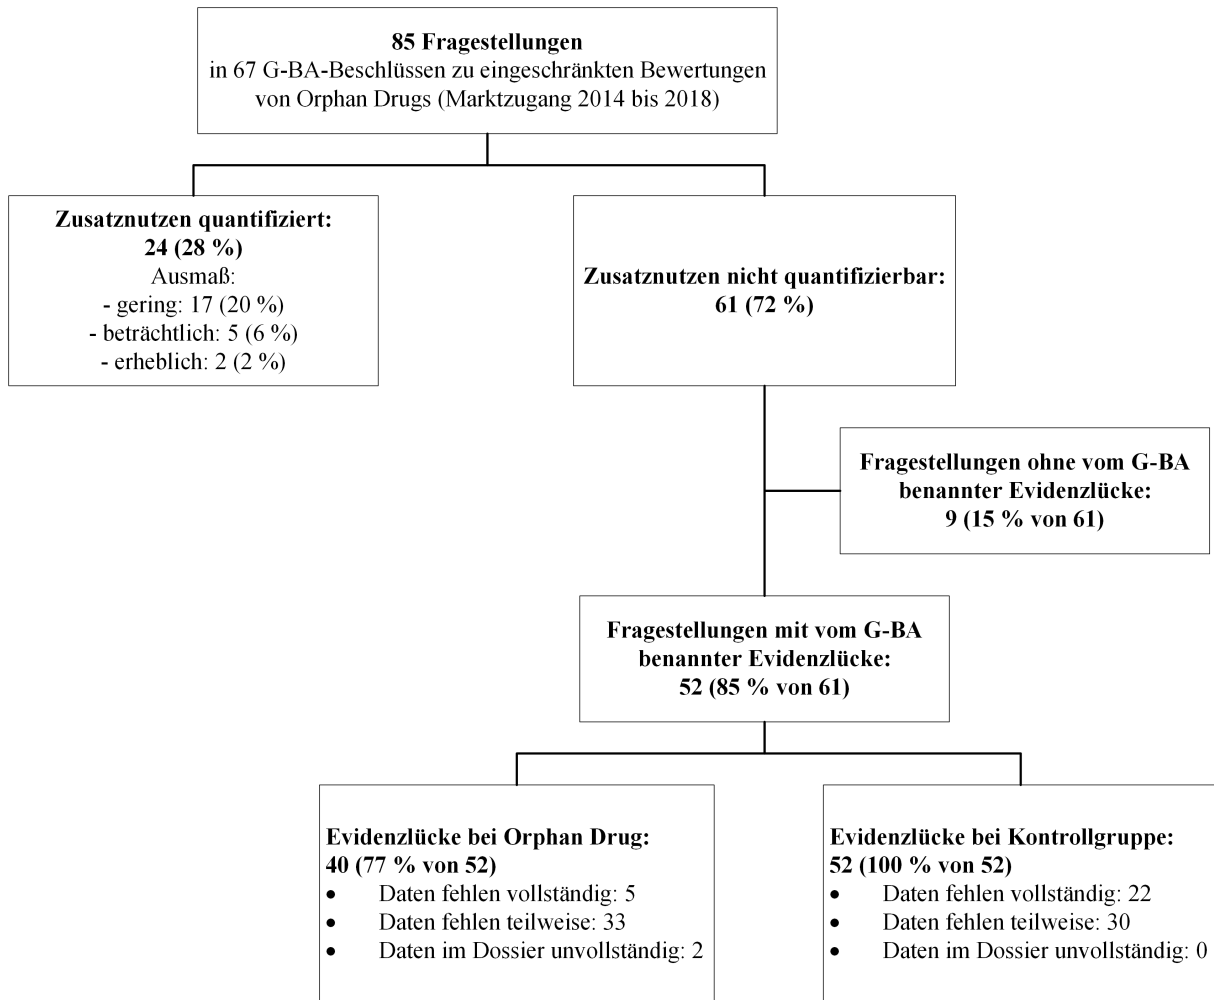 85 Fragestellungen
in 67 G-BA-Beschlüssen zu eingeschränkten Bewertungen
von Orphan Drugs (Marktzugang 2014 bis 2018)
Zusatznutzen quantifiziert:
24 (28 %)
Ausmaß:
- gering: 17 (20 %)
- beträchtlich: 5 (6 %)
- erheblich: 2 (2 %)
Zusatznutzen nicht quantifizierbar:
61 (72 %)
Fragestellungen ohne vom G-BA
benannter Evidenzlücke:
9 (15 % von 61)
Fragestellungen mit vom G-BA
benannter Evidenzlücke:
52 (85 % von 61)
Evidenzlücke bei Orphan Drug:
40 (77 % von 52)
• Daten fehlen vollständig: 5
• Daten fehlen teilweise: 33
• Daten im Dossier unvollständig: 2
Evidenzlücke bei Kontrollgruppe:
52 (100 % von 52)
• Daten fehlen vollständig: 22
• Daten fehlen teilweise: 30
• Daten im Dossier unvollständig: 0